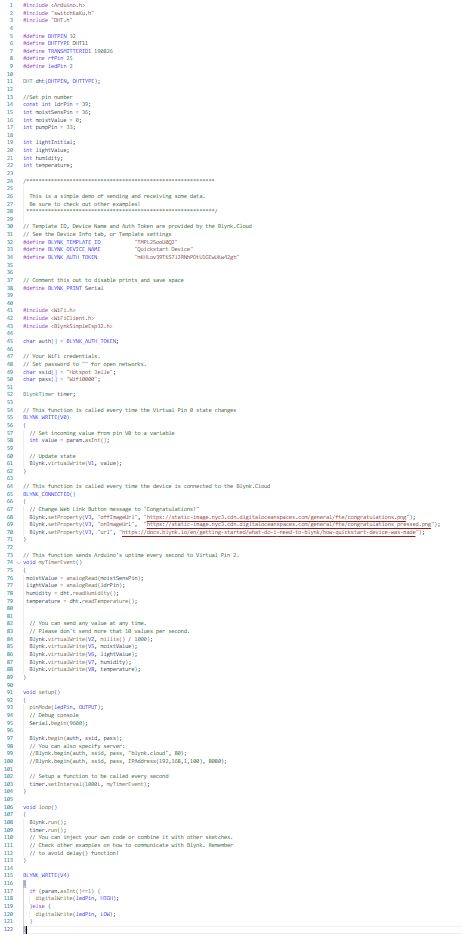 1 #include <Arduino.h>
2 #include "switchKaKu.h"
3 #include "DHT.h"
4
5 #define DHTPIN 32
6 #define DHTTYPE DHT11
7 #define TRANSMITTERID1 190826
8 #define rfPin 25
9 #define ledPin 2
10
11 DHT dht(DHTPIN, DHTTYPE);
12
13 //Set pin number
14 const int ldrPin = 39;
15 int moistSensPin = 36;
16 int moistValue = 0;
17 int pumpPin = 33;
18
19 int lightInitial;
20 int lightValue;
21 int humidity;
22 int temperature;
23
24 /*************************************************************
25
26 This is a simple demo of sending and receiving some data.
27 Be sure to check out other examples!
28 *************************************************************/
29
30 // Template ID, Device Name and Auth Token are provided by the Blynk.Cloud
31 // See the Device Info tab, or Template settings
32 #define BLYNK_TEMPLATE_ID
33 #define BLYNK_DEVICE_NAME "Quickstart Device"
34 #define BLYNK_AUTH_TOKEN
35
36
37 // Comment this out to disable prints and save space
38 #define BLYNK_PRINT Serial
39
40
41 #include <WiFi.h>
42 #include <WiFiClient.h>
43 #include <BlynkSimpleEsp32.h>
44
45 char auth[] = BLYNK_AUTH_TOKEN;
46
47 // Your WiFi credentials.
48 // Set password to "" for open networks.
49 char ssid[] = "Hotspot Jelle";
50 char pass[] = "Wifi0000";
51
52 BlynkTimer timer;
53
54 // This function is called every time the Virtual Pin 0 state changes
55 BLYNK_WRITE(V0)
56 {
57 // Set incoming value from pin V0 to a variable
58 int value = param.asInt();
59
60 // Update state
61 Blynk.virtualWrite(V1, value);
62 }
63
64 // This function is called every time the device is connected to the Blynk.Cloud
65 BLYNK_CONNECTED()
66 {
67 // Change Web Link Button message to "Congratulations!"
68 Blynk.setProperty(V3, "offImageUrl", "https://static-image.nyc3.cdn.digitaloceanspaces.com/general/fte/congratulations.png");
69 Blynk.setProperty(V3, "onImageUrl", "https://static-image.nyc3.cdn.digitaloceanspaces.com/general/fte/congratulations_pressed.png");
70 Blynk.setProperty(V3, "url", "https://docs.blynk.io/en/getting-started/what-do-i-need-to-blynk/how-quickstart-device-was-made");
71 }
72
73 // This function sends Arduino's uptime every second to Virtual Pin 2.
74 void myTimerEvent()
75 {
76 moistValue = analogRead(moistSensPin);
77 lightValue = analogRead(ldrPin);
78 humidity = dht.readHumidity();
79 temperature = dht.readTemperature();
80
81
82 // You can send any value at any time.
83 // Please don't send more that 10 values per second.
84 Blynk.virtualWrite(V2, millis() / 1000);
85 Blynk.virtualWrite(V5, moistValue);
86 Blynk.virtualWrite(V6, lightValue);
87 Blynk.virtualWrite(V7, humidity);
88 Blynk.virtualWrite(V8, temperature);
89 }
90
91 void setup()
92 {
93 pinMode(ledPin, OUTPUT);
94 // Debug console
95 Serial.begin(9600);
96
97 Blynk.begin(auth, ssid, pass);
98 // You can also specify server:
99 //Blynk.begin(auth, ssid, pass, "blynk.cloud", 80);
100 //Blynk.begin(auth, ssid, pass, IPAddress(192,168,1,100), 8080);
101
102 // Setup a function to be called every second
103 timer.setInterval(1000L, myTimerEvent);
104 }
105
106 void loop()
107 {
108 Blynk.run();
109 timer.run();
110 // You can inject your own code or combine it with other sketches.
111 // Check other examples on how to communicate with Blynk. Remember
112 // to avoid delay() function!
113 }
114
115 BLYNK_WRITE(V4)
116 {
117 if (param.asInt()==1) {
118 digitalWrite(ledPin, HIGH);
119 }else {
120 digitalWrite(ledPin, LOW);
121 }
122 }